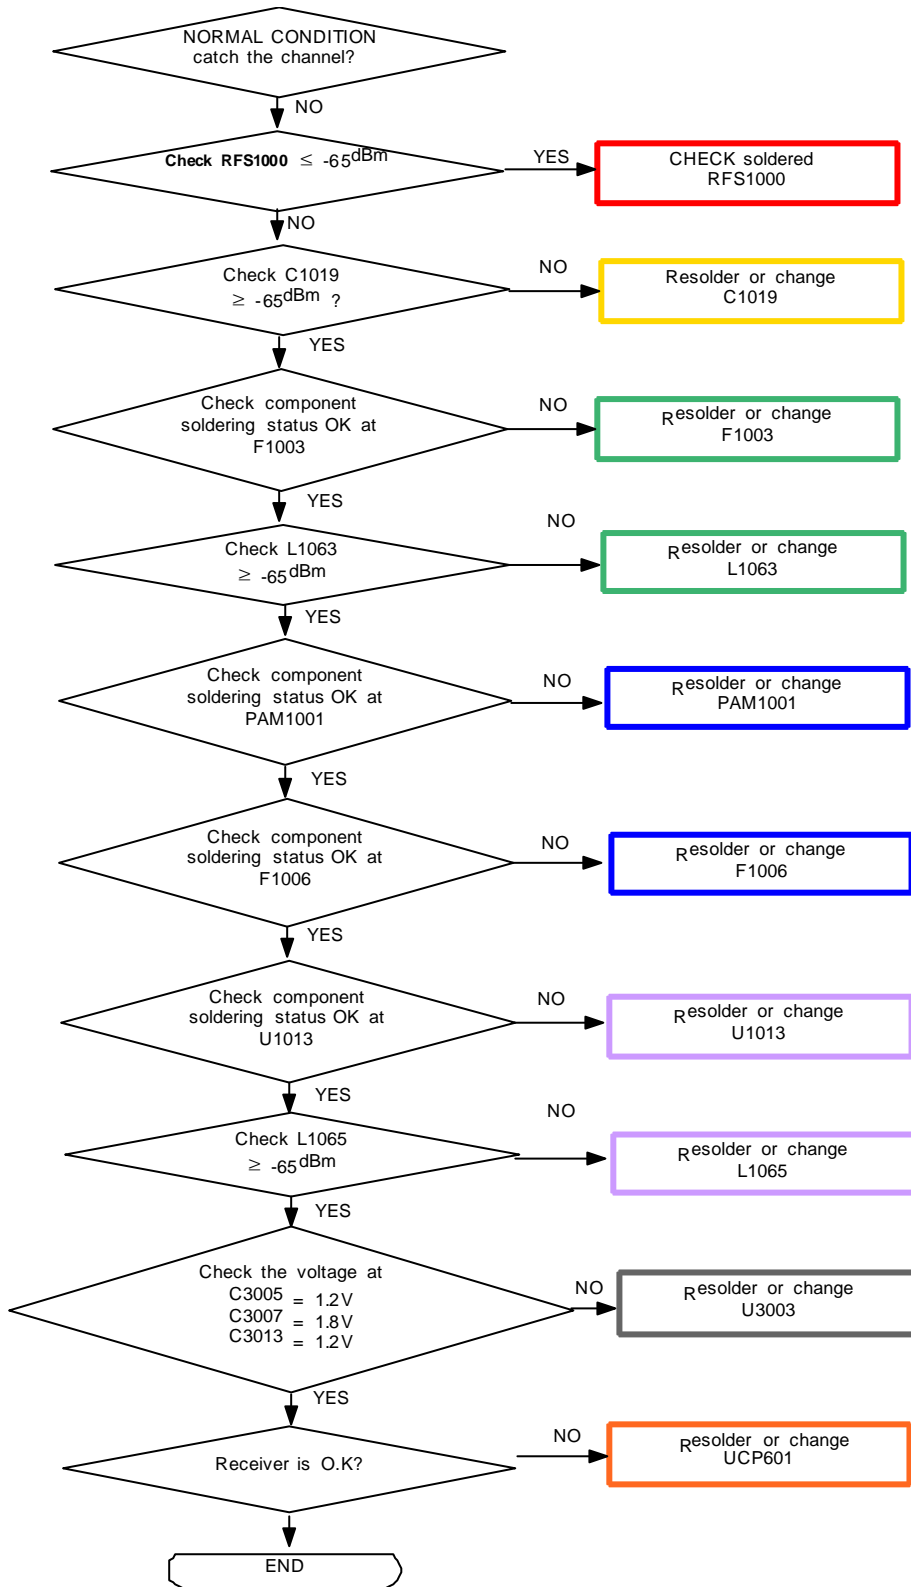 NORMAL CONDITION
catch the channel?
NO
Check RFS1000 ≤ -65dBm
YES
CHECK soldered
RFS1000
NO
Check C1019
≥ -65dBm ?
NO
Resolder or change
C1019
YES
Check component
soldering status OK at
F1003
NO
Resolder or change
F1003
YES
Check L1063
≥ -65dBm
NO
Resolder or change
L1063
YES
Check component
soldering status OK at
PAM1001
NO
Resolder or change
PAM1001
YES
Check component
soldering status OK at
F1006
NO
Resolder or change
F1006
YES
Check component
soldering status OK at
U1013
NO
Resolder or change
U1013
YES
Check L1065
≥ -65dBm
NO
Resolder or change
L1065
YES
Check the voltage at
C3005 = 1.2V
C3007 = 1.8V
C3013 = 1.2V
NO
Resolder or change
U3003
YES
Receiver is O.K?
NO
Resolder or change
UCP601
END